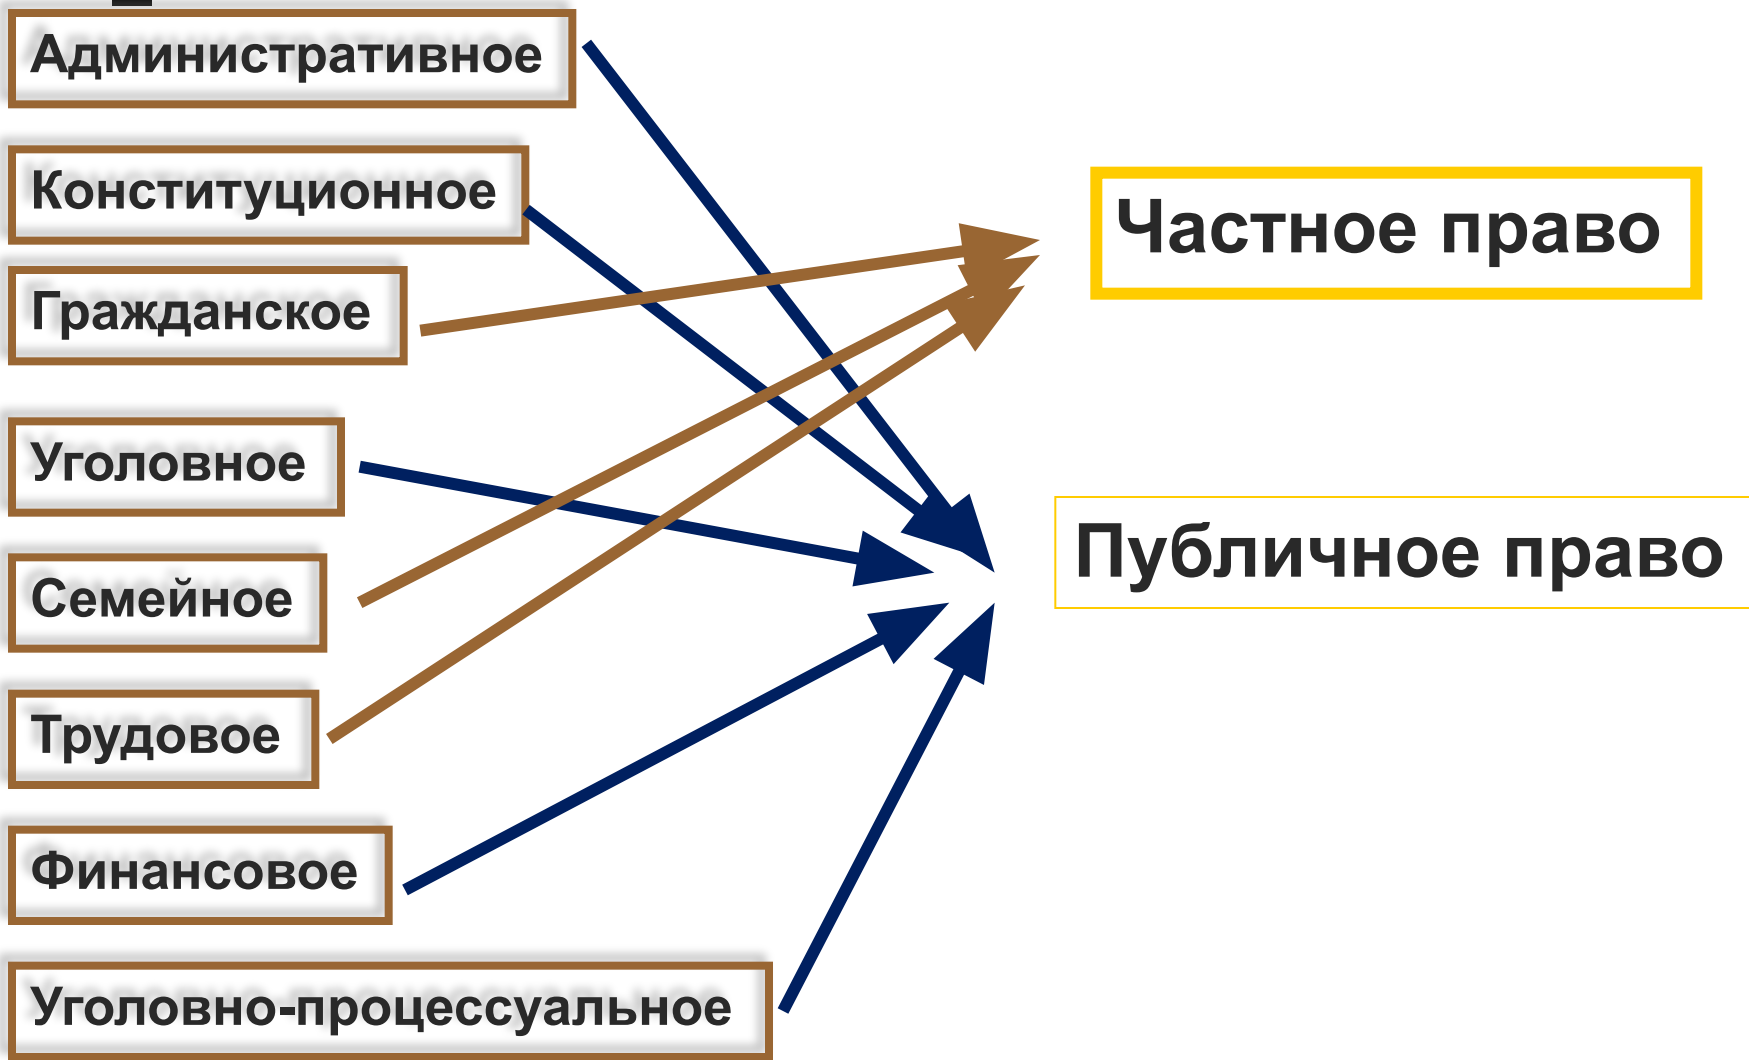 Административное
Конституционное
Гражданское
Уголовное
Семейное
Трудовое
Финансовое
Уголовно-процессуальное
Частное право
Публичное право